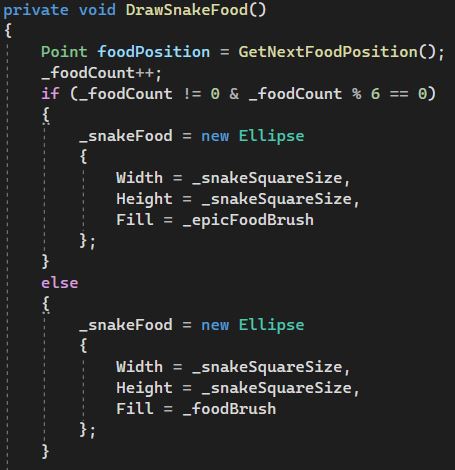 private void DrawSnakeFood()
{
    Point foodPosition = GetNextFoodPosition();
    _foodCount++;
    if (_foodCount != 0 & _foodCount % 6 == 0)
    {
        _snakeFood = new Ellipse
        {
            Width = _snakeSquareSize,
            Height = _snakeSquareSize,
            Fill = _epicFoodBrush
        };
    }
    else
    {
        _snakeFood = new Ellipse
        {
            Width = _snakeSquareSize,
            Height = _snakeSquareSize,
            Fill = _foodBrush
        };
    }